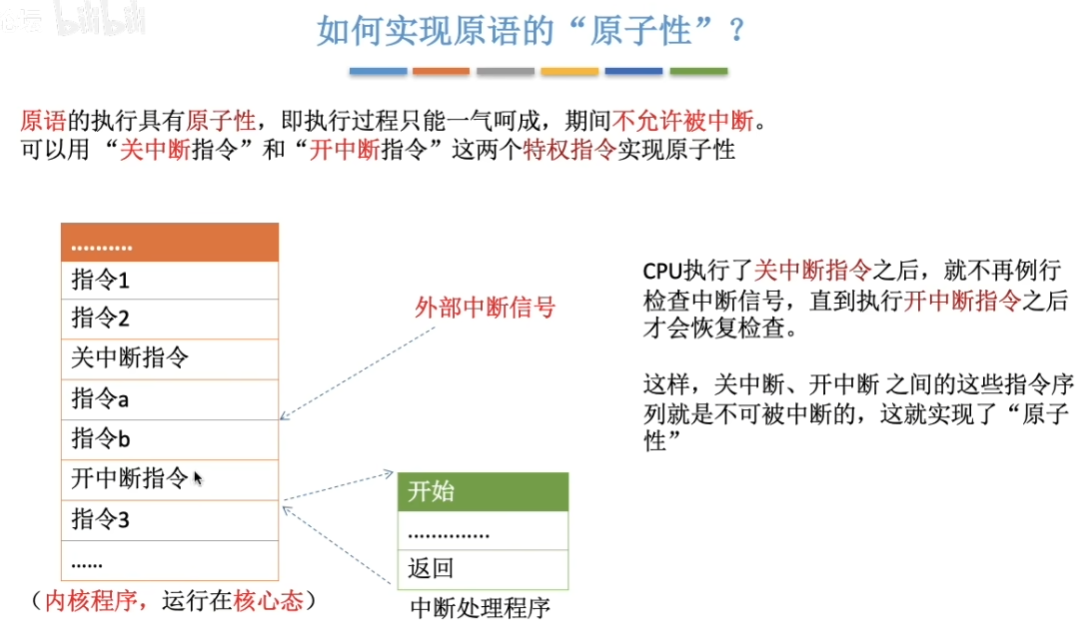 bilibili
如何实现原语的“原子性”？
原语的执行具有原子性，即执行过程只能一气呵成，期间不允许被中断。
可以用 “关中断指令”和“开中断指令”这两个特权指令实现原子性
..........
指令1
指令2
关中断指令
指令a
指令b
开中断指令
指令3
......
（内核程序，运行在核心态）
外部中断信号
开始
..............
返回
中断处理程序
CPU执行了关中断指令之后，就不再例行
检查中断信号，直到执行开中断指令之后
才会恢复检查。
这样，关中断、开中断 之间的这些指令序
列就是不可被中断的，这就实现了“原子
性”